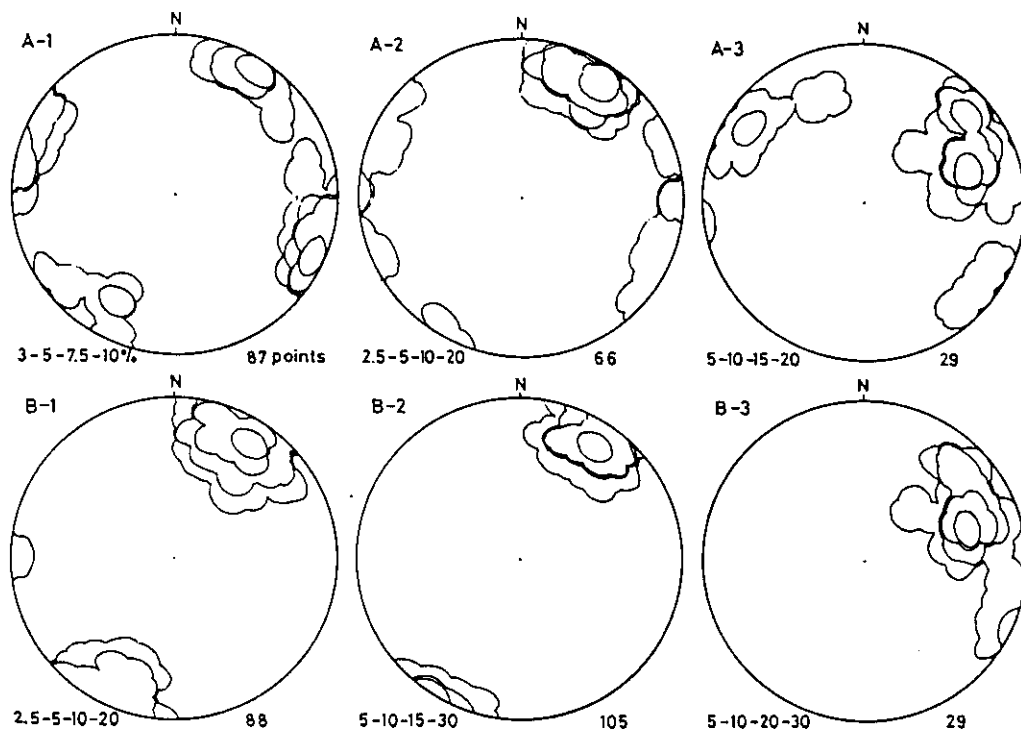 N
N
N
A-1
A-2
A-3
3-5-7.5-10%
87 points
2.5-5-10-20
66
5-10-15-20
29
N
N
N
B-1
B-2
B-3
2.5-5-10-20
88
5-10-15-30
105
5-10-20-30
29